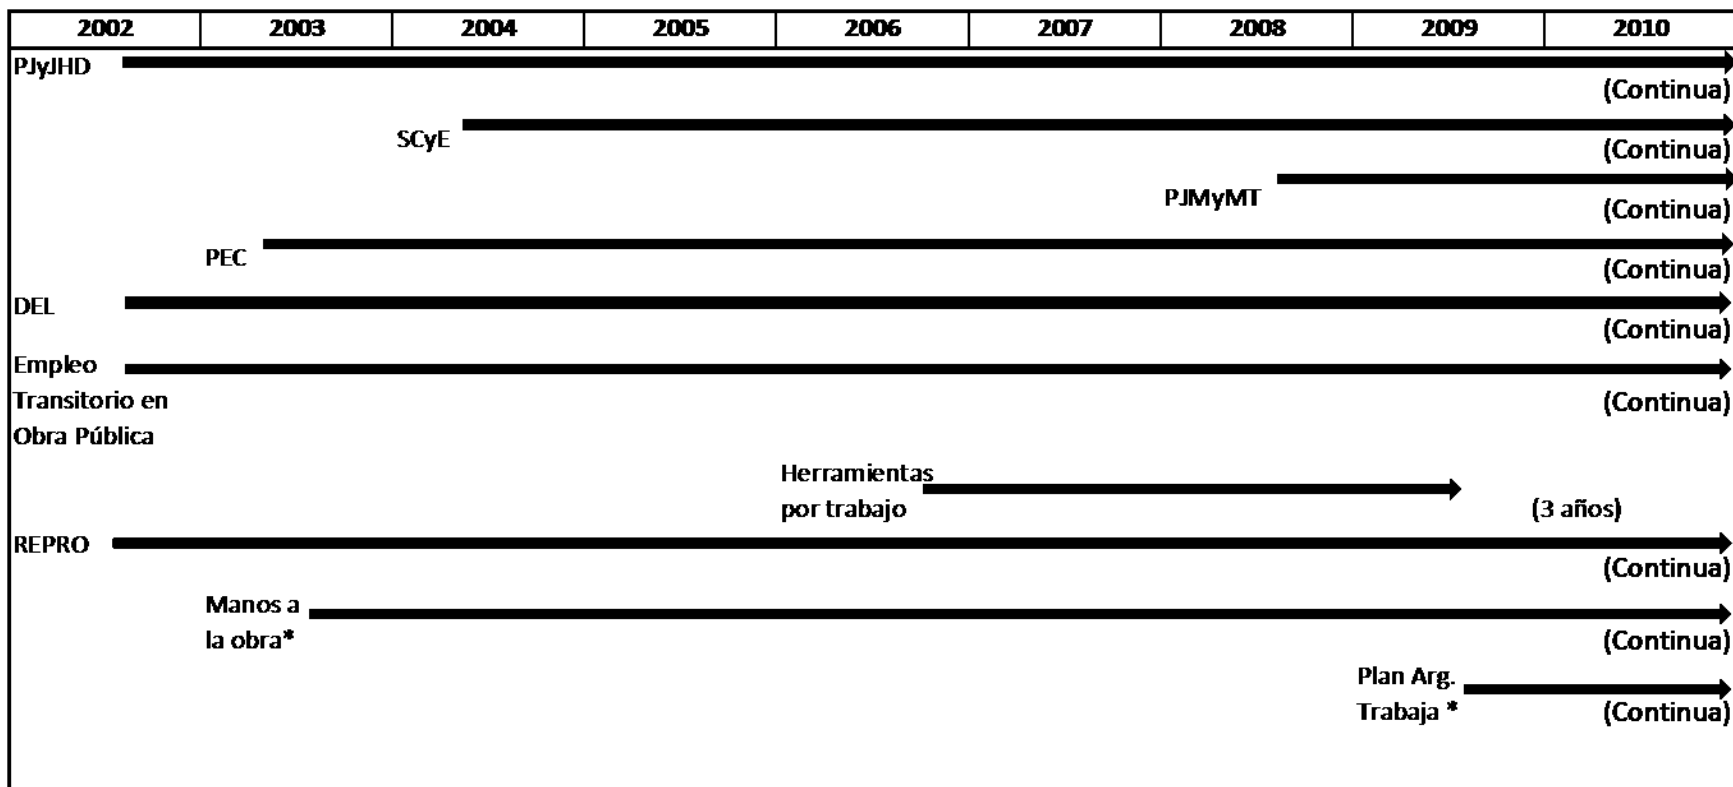 2002 2003 2004 2005 2006 2007 2008 2009 2010
PJyJHD
(Continua)
SCyE
(Continua)
PJMyMT
(Continua)
PEC
(Continua)
DEL
(Continua)
Empleo
Transitorio en
(Continua)
Obra Pública
Herramientas
por trabajo
(3 años)
REPRO
(Continua)
Manos a
la obra*
(Continua)
Plan Arg.
Trabaja *
(Continua)